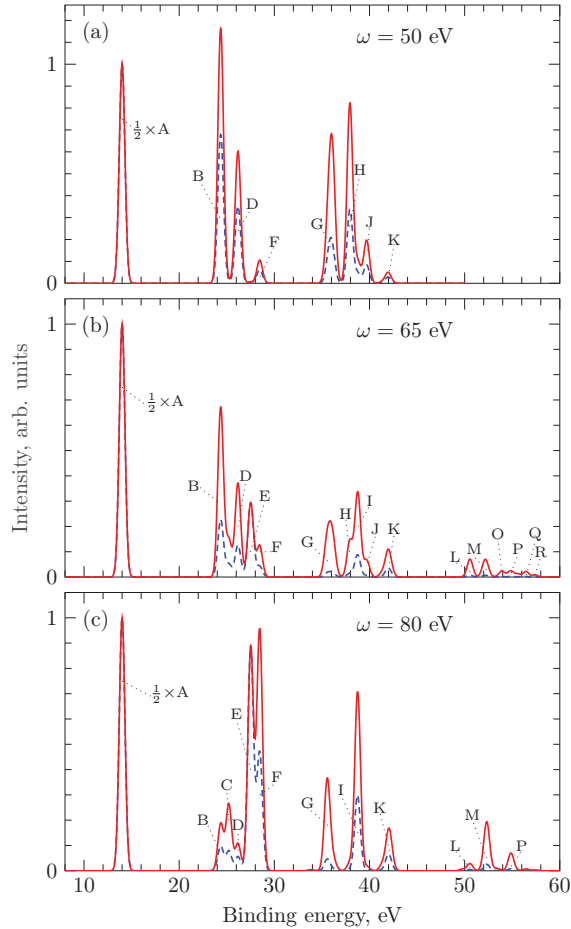 (a)
ω = 50 eV
1
½×A
B
D
F
G
H
J
K
0
(b)
ω = 65 eV
1
½×A
B
D
E
F
G
H
I
J
K
L
M
O
P
Q
R
0
(c)
ω = 80 eV
1
½×A
B
C
D
E
F
G
I
K
L
M
P
0
10 20 30 40 50 60
Binding energy, eV
Intensity, arb. units